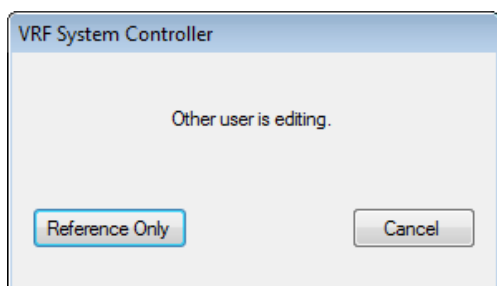 VRF System Controller
Other user is editing.
Reference Only
Cancel